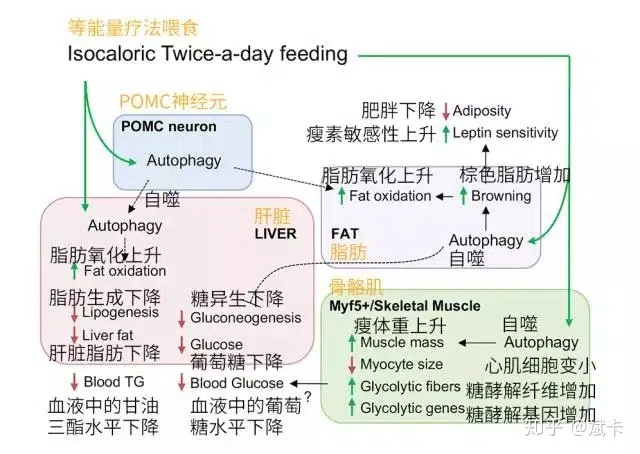 等能量疗法喂食
Isocaloric Twice-a-day feeding
POMC神经元
POMC neuron
Autophagy
自噬
肥胖下降
Adiposity
瘦素敏感性上升
Leptin sensitivity
脂肪氧化上升
Fat oxidation
棕色脂肪增加
Browning
FAT
脂肪
Autophagy
自噬
肝脏
LIVER
Autophagy
脂肪氧化上升
Fat oxidation
脂肪生成下降
Lipogenesis
Liver fat
肝脏脂肪下降
Blood TG
血液中的甘油
三酯水平下降
糖异生下降
Gluconeogenesis
Glucose
葡萄糖下降
Blood Glucose
血液中的葡萄
糖水平下降
?
骨骼肌
Myf5+/Skeletal Muscle
瘦体重上升
Muscle mass
自噬
Autophagy
Myocyte size
心肌细胞变小
Glycolytic fibers
糖酵解纤维增加
Glycolytic genes
糖酵解基因增加
知乎 @斌卡